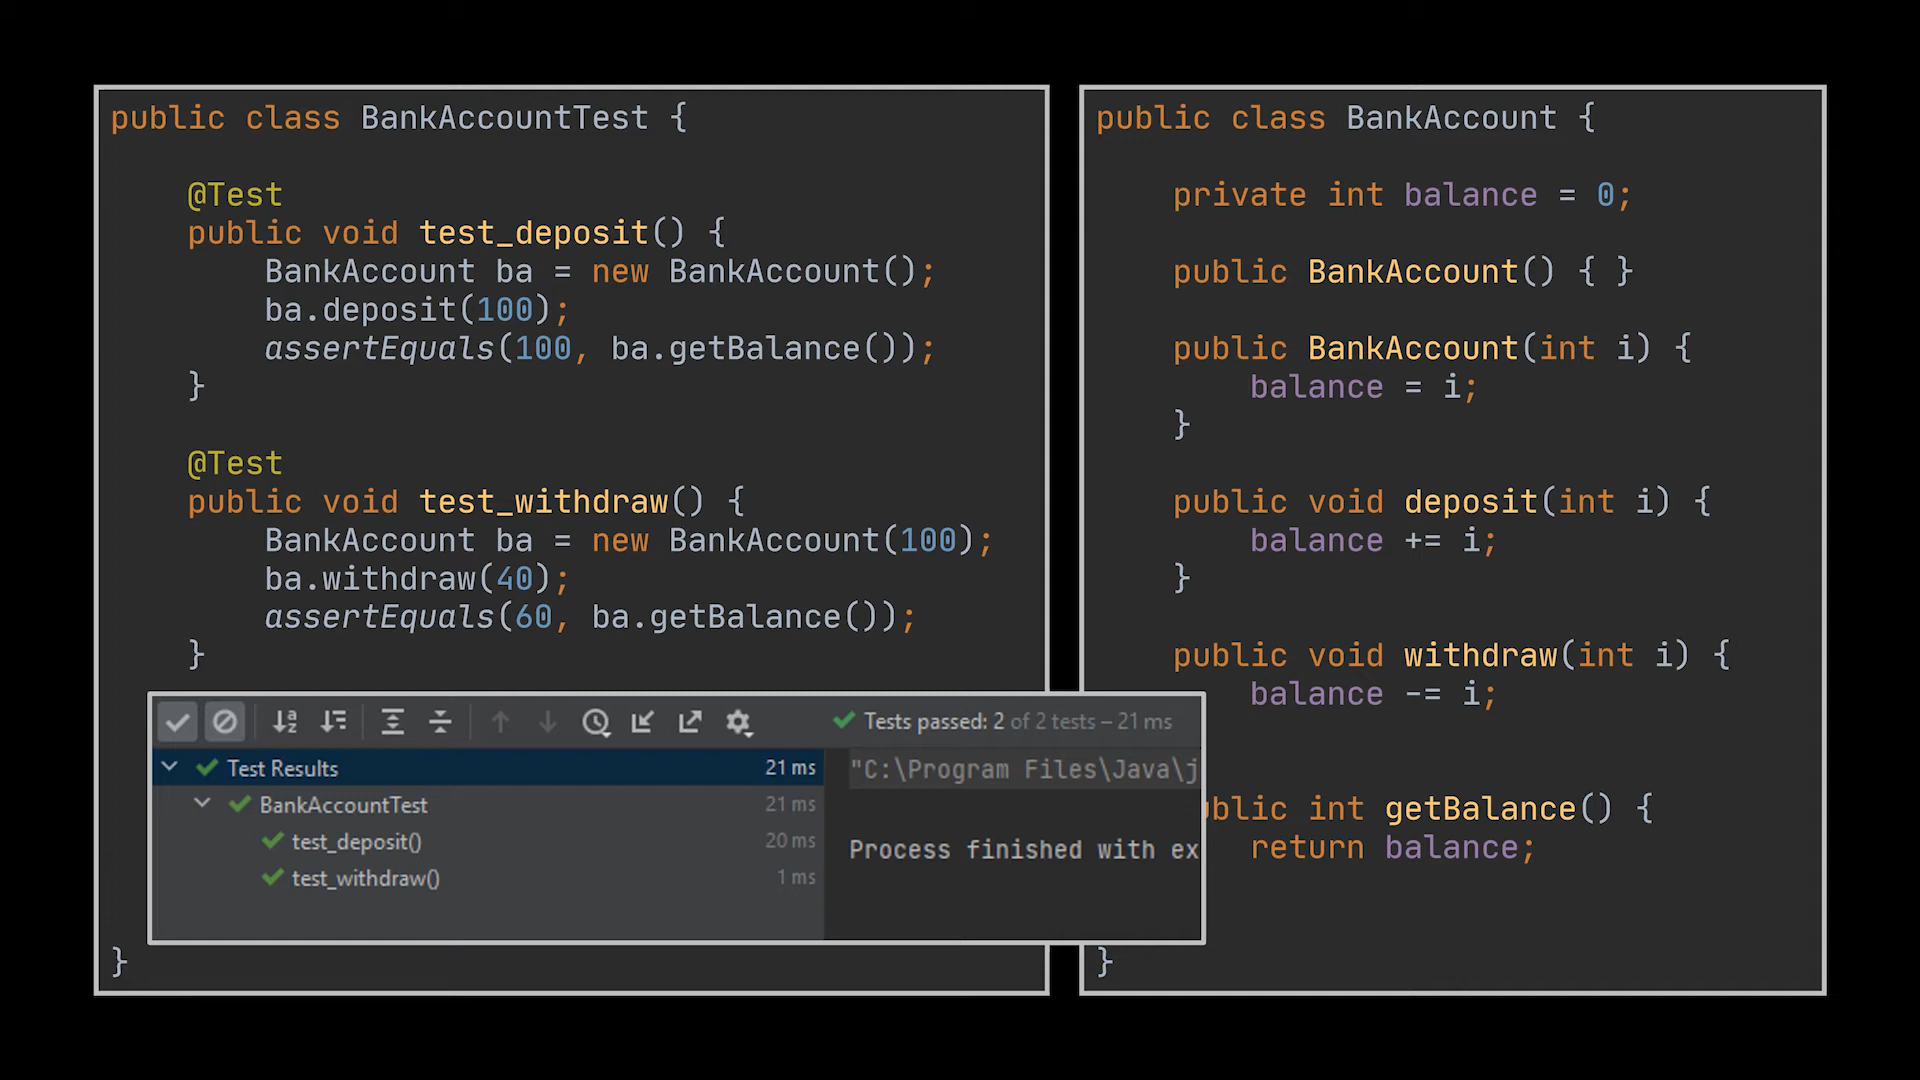 public class BankAccountTest {
@Test
public void test_deposit() {
BankAccount ba = new BankAccount();
ba.deposit(100);
assertEquals(100, ba.getBalance());
}
@Test
public void test_withdraw() {
BankAccount ba = new BankAccount(100);
ba.withdraw(40);
assertEquals(60, ba.getBalance());
}
}
Tests passed: 2 of 2 tests – 21 ms
Test Results 21 ms
BankAccountTest 21 ms
test_deposit() 20 ms
test_withdraw() 1 ms
"C:\Program Files\Java\j
Process finished with ex
public class BankAccount {
private int balance = 0;
public BankAccount() { }
public BankAccount(int i) {
balance = i;
}
public void deposit(int i) {
balance += i;
}
public void withdraw(int i) {
balance -= i;
ublic int getBalance() {
return balance;
}